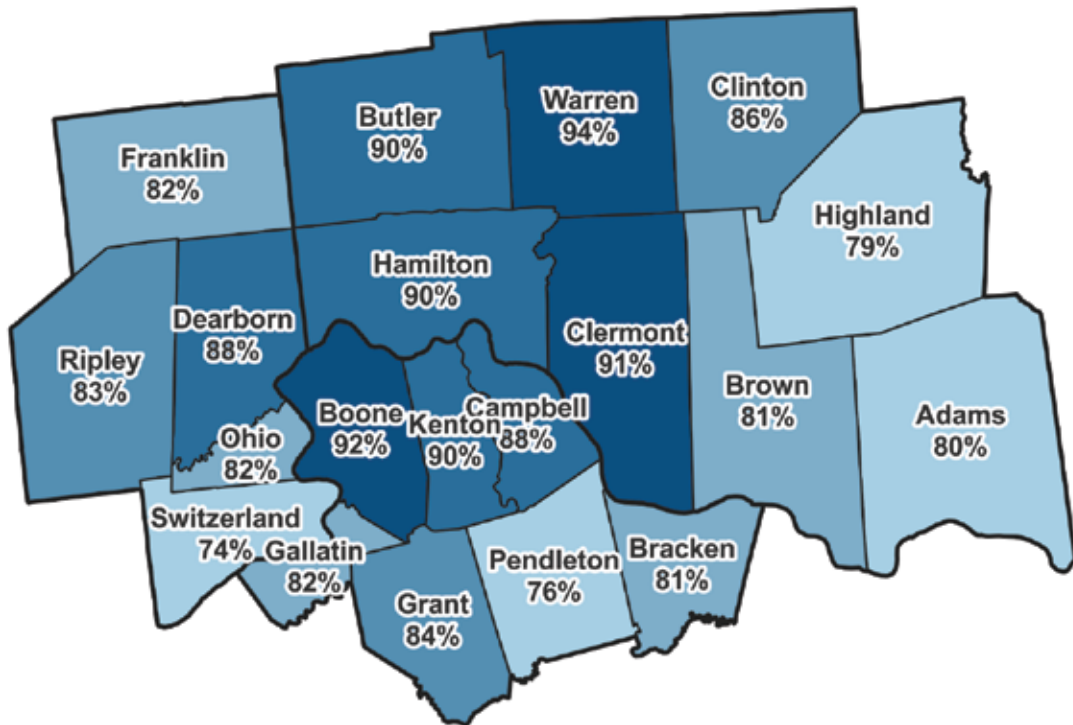 Clinton
86%
Warren
94%
Butler
90%
Franklin
82%
Highland
79%
Hamilton
90%
Dearborn
88%
Clermont
91%
Ripley
83%
Brown
81%
Adams
80%
Boone
92%
Kenton
90%
Campbell
88%
Ohio
82%
Switzerland
74%
Gallatin
82%
Pendleton
76%
Bracken
81%
Grant
84%